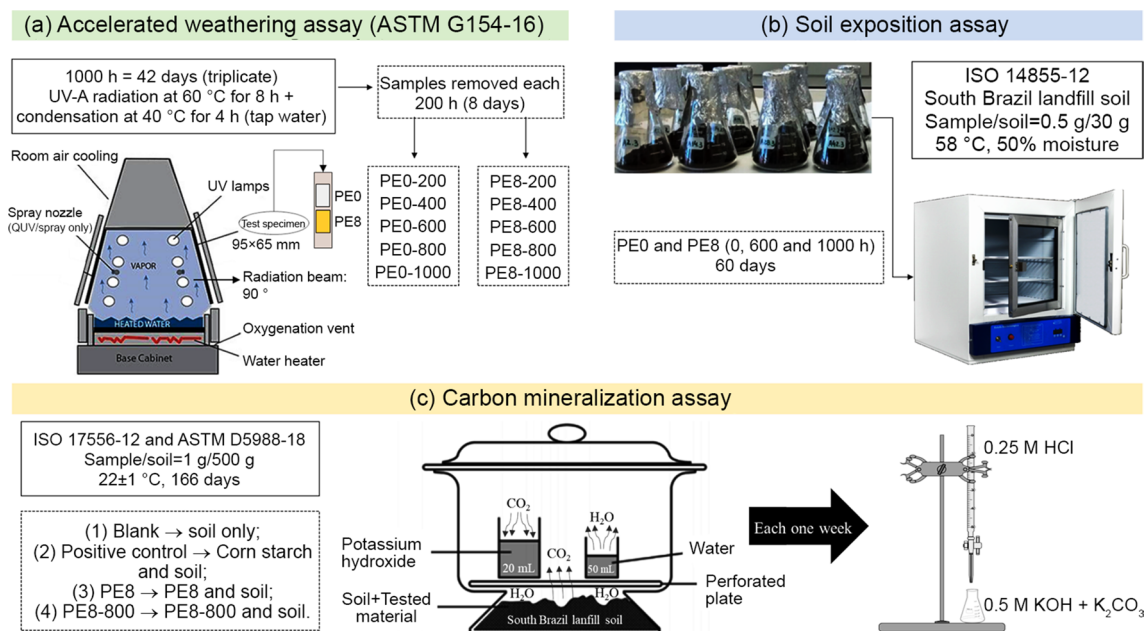 (a) Accelerated weathering assay (ASTM G154-16)
1000 h = 42 days (triplicate)
UV-A radiation at 60 °C for 8 h +
condensation at 40 °C for 4 h (tap water)
Samples removed each
200 h (8 days)
PE0-200
PE0-400
PE0-600
PE0-800
PE0-1000
PE8-200
PE8-400
PE8-600
PE8-800
PE8-1000
Room air cooling
UV lamps
Spray nozzle
(QUV/spray only)
Test specimen
95×65 mm
PE0
PE8
VAPOR
Radiation beam:
90 °
HEATED WATER
Oxygenation vent
Water heater
Base Cabinet
(b) Soil exposition assay
ISO 14855-12
South Brazil landfill soil
Sample/soil=0.5 g/30 g
58 °C, 50% moisture
PE0 and PE8 (0, 600 and 1000 h)
60 days
(c) Carbon mineralization assay
ISO 17556-12 and ASTM D5988-18
Sample/soil=1 g/500 g
22±1 °C, 166 days
(1) Blank → soil only;
(2) Positive control → Corn starch
and soil;
(3) PE8 → PE8 and soil;
(4) PE8-800 → PE8-800 and soil.
CO2
H2O
Potassium
hydroxide
20 mL
CO2
50 mL
Water
H2O
H2O
Perforated
plate
Soil+Tested
material
South Brazil lanfill soil
Each one week
0.25 M HCl
0.5 M KOH + K2CO3